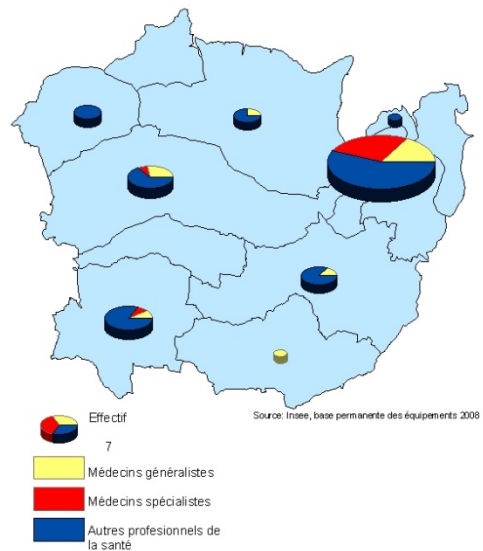 Source: Insee, base permanente des équipements 2008
Effectif
7
Médecins généralistes
Médecins spécialistes
Autres profesionnels de
la santé